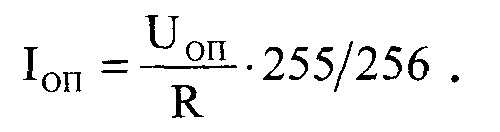 I_ОП = U_ОП / R · 255/256 .